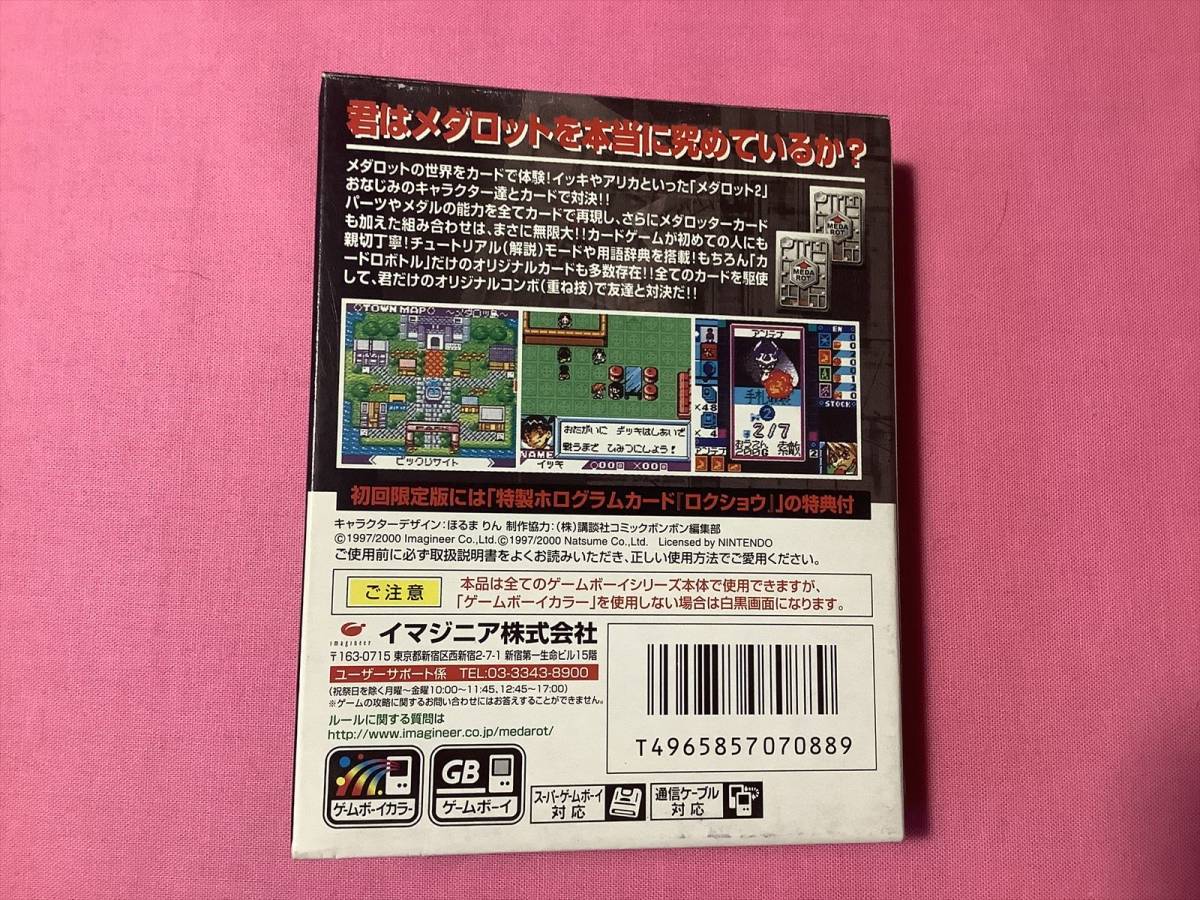 君はメダロットを本当に究めているか?
メダロットの世界をカードで体験!イッキやアリカといった「メダロット2」
おなじみのキャラクター達とカードで対決!!
パーツやメダルの能力を全てカードで再現し、さらにメダロッターカード
も加えた組み合わせは、まさに無限大!!カードゲームが初めての人にも
親切丁寧!チュートリアル(解説)モードや用語辞典を搭載!もちろん「カ
ードロボトル」だけのオリジナルカードも多数存在!!全てのカードを駆使
して、君だけのオリジナルコンボ(重ね技)で友達と対決だ!!
MEDA
ROT
MEDA
ROT
TOWN MAP
ビックリサイト
おたがいに デッキはしあいで
戦うまで ひみつにしよう!
NAME
イッキ
○00回 ×00回
アンテナ
2/7
索敵
×48
× 4
アンテナ
EN
STOCK
初回限定版には「特製ホログラムカード『ロクショウ』」の特典付
キャラクターデザイン:ほるま りん 制作協力:(株)講談社コミックボンボン編集部
©1997/2000 Imagineer Co.,Ltd.©1997/2000 Natsume Co.,Ltd. Licensed by NINTENDO
ご使用前に必ず取扱説明書をよくお読みいただき、正しい使用方法でご愛用ください。
ご注意
本品は全てのゲームボーイシリーズ本体で使用できますが、
「ゲームボーイカラー」を使用しない場合は白黒画面になります。
imagineer
イマジニア株式会社
〒163-0715 東京都新宿区西新宿2-7-1 新宿第一生命ビル15階
ユーザーサポート係 TEL:03-3343-8900
(祝祭日を除く月曜~金曜10:00~11:45、12:45~17:00)
※ゲームの攻略に関するお問い合わせにはお答えすることができません。
ルールに関する質問は
http://www.imagineer.co.jp/medarot/
T4965857070889
ゲームボーイカラー
GB
ゲームボーイ
スーパーゲームボーイ
対応
通信ケーブル
対応